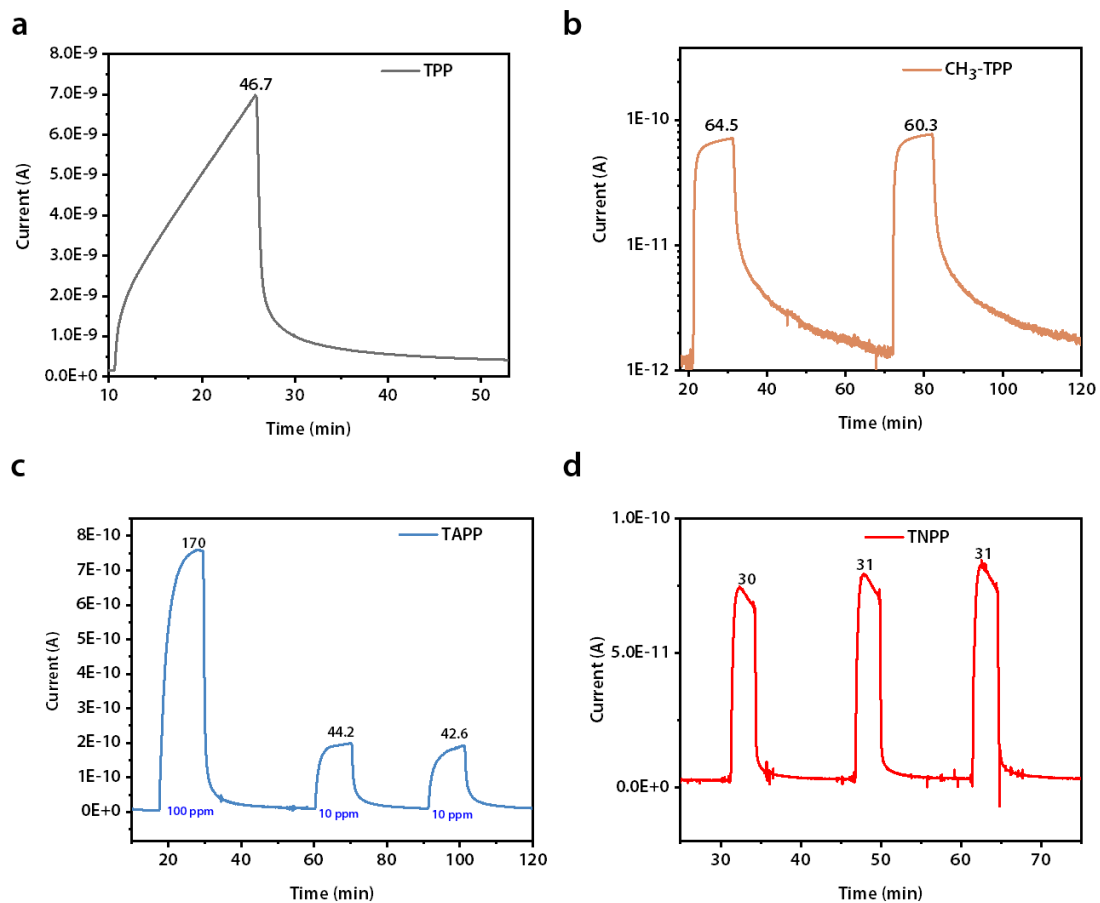 a
8.0E-9
7.0E-9
6.0E-9
5.0E-9
4.0E-9
3.0E-9
2.0E-9
1.0E-9
0.0E+0
Current (A)
46.7
TPP
10 20 30 40 50
Time (min)
b
1E-10
1E-11
1E-12
Current (A)
64.5
60.3
CH3-TPP
20 40 60 80 100 120
Time (min)
c
8E-10
7E-10
6E-10
5E-10
4E-10
3E-10
2E-10
1E-10
0E+0
Current (A)
170
44.2
42.6
TAPP
100 ppm
10 ppm
10 ppm
20 40 60 80 100 120
Time (min)
d
1.0E-10
5.0E-11
0.0E+0
Current (A)
30
31
31
TNPP
30 40 50 60 70
Time (min)